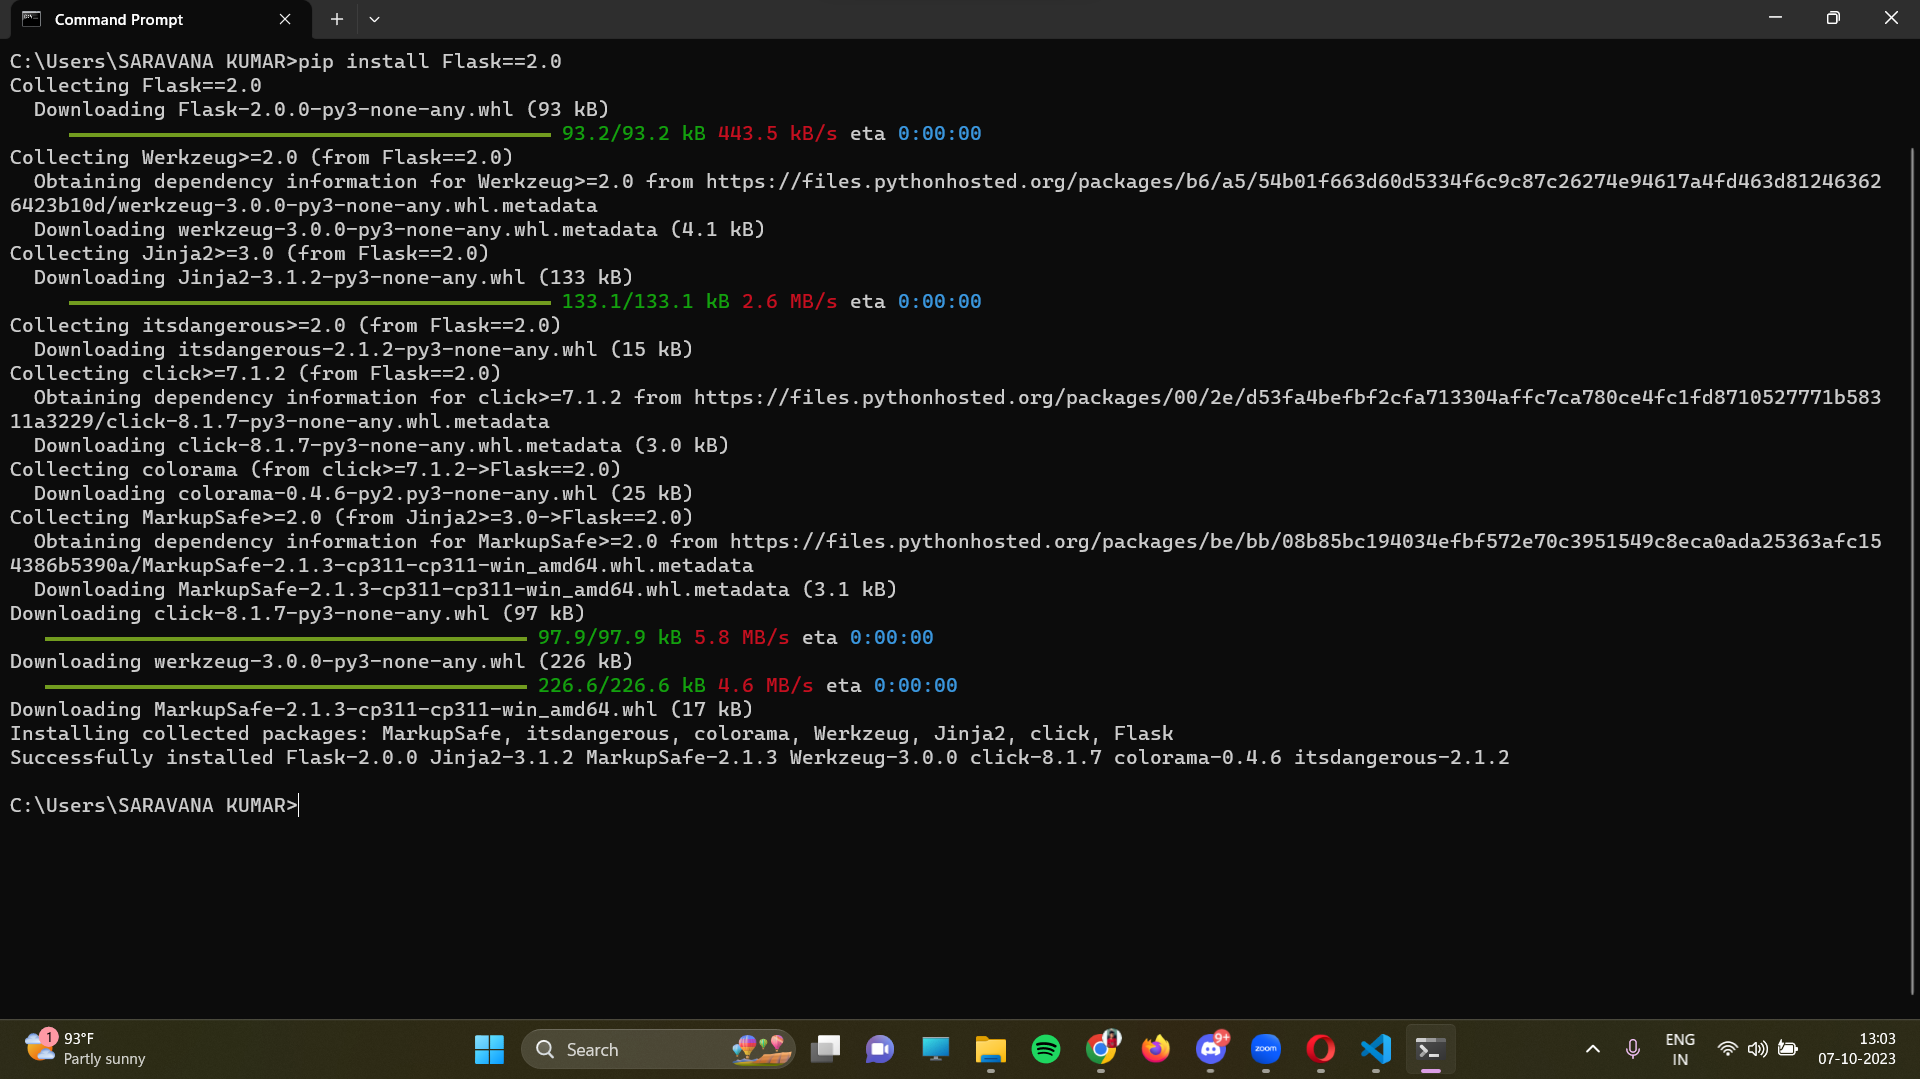 Command Prompt
C:\Users\SARAVANA KUMAR>pip install Flask==2.0
Collecting Flask==2.0
  Downloading Flask-2.0.0-py3-none-any.whl (93 kB)
93.2/93.2 kB 443.5 kB/s eta 0:00:00
Collecting Werkzeug>=2.0 (from Flask==2.0)
  Obtaining dependency information for Werkzeug>=2.0 from https://files.pythonhosted.org/packages/b6/a5/54b01f663d60d5334f6c9c87c26274e94617a4fd463d812463626423b10d/werkzeug-3.0.0-py3-none-any.whl.metadata
  Downloading werkzeug-3.0.0-py3-none-any.whl.metadata (4.1 kB)
Collecting Jinja2>=3.0 (from Flask==2.0)
  Downloading Jinja2-3.1.2-py3-none-any.whl (133 kB)
133.1/133.1 kB 2.6 MB/s eta 0:00:00
Collecting itsdangerous>=2.0 (from Flask==2.0)
  Downloading itsdangerous-2.1.2-py3-none-any.whl (15 kB)
Collecting click>=7.1.2 (from Flask==2.0)
  Obtaining dependency information for click>=7.1.2 from https://files.pythonhosted.org/packages/00/2e/d53fa4befbf2cfa713304affc7ca780ce4fc1fd8710527771b583
11a3229/click-8.1.7-py3-none-any.whl.metadata
  Downloading click-8.1.7-py3-none-any.whl.metadata (3.0 kB)
Collecting colorama (from click>=7.1.2->Flask==2.0)
  Downloading colorama-0.4.6-py2.py3-none-any.whl (25 kB)
Collecting MarkupSafe>=2.0 (from Jinja2>=3.0->Flask==2.0)
  Obtaining dependency information for MarkupSafe>=2.0 from https://files.pythonhosted.org/packages/be/bb/08b85bc194034efbf572e70c3951549c8eca0ada25363afc15
4386b5390a/MarkupSafe-2.1.3-cp311-cp311-win_amd64.whl.metadata
  Downloading MarkupSafe-2.1.3-cp311-cp311-win_amd64.whl.metadata (3.1 kB)
Downloading click-8.1.7-py3-none-any.whl (97 kB)
97.9/97.9 kB 5.8 MB/s eta 0:00:00
Downloading werkzeug-3.0.0-py3-none-any.whl (226 kB)
226.6/226.6 kB 4.6 MB/s eta 0:00:00
Downloading MarkupSafe-2.1.3-cp311-cp311-win_amd64.whl (17 kB)
Installing collected packages: MarkupSafe, itsdangerous, colorama, Werkzeug, Jinja2, click, Flask
Successfully installed Flask-2.0.0 Jinja2-3.1.2 MarkupSafe-2.1.3 Werkzeug-3.0.0 click-8.1.7 colorama-0.4.6 itsdangerous-2.1.2
C:\Users\SARAVANA KUMAR>
1
93°F
Partly sunny
Search
9+
zoom
ENG
IN
13:03
07-10-2023